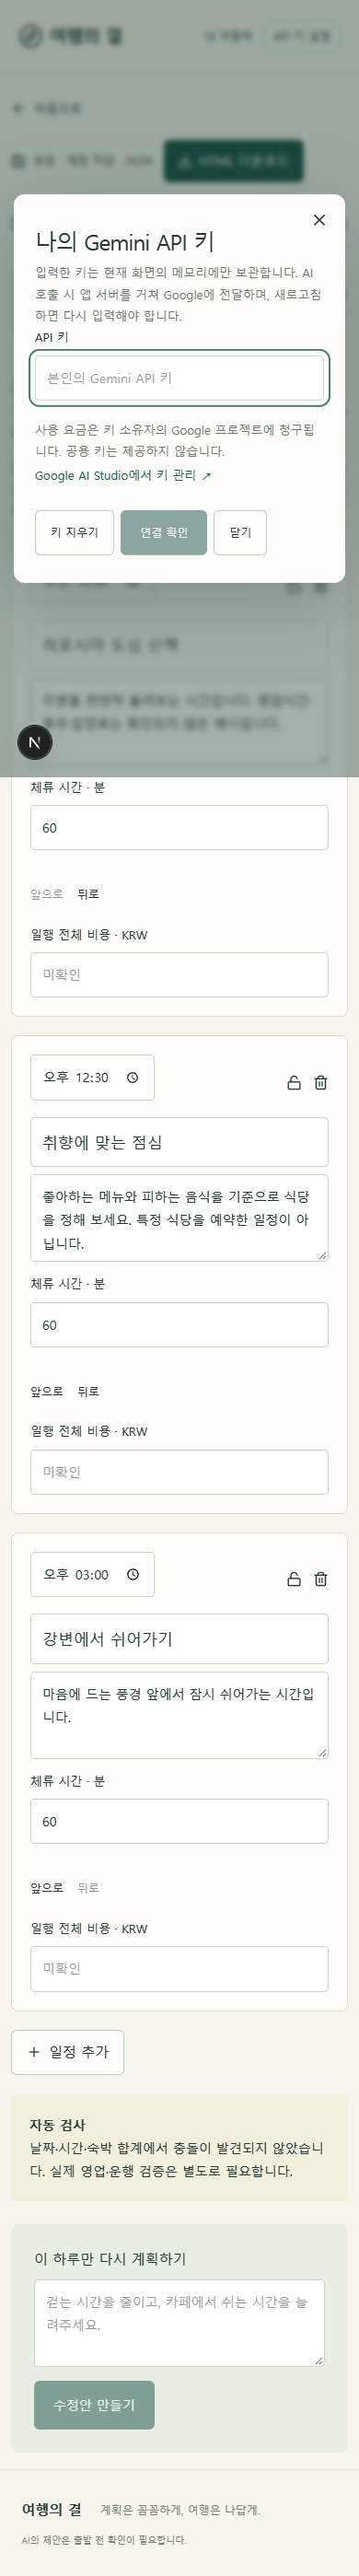 여행의 결
나의 Gemini API 키
입력한 키는 현재 화면의 메모리에만 보관합니다. AI
호출 시 앱 서버를 거쳐 Google에 전달하며, 새로고침
하면 다시 입력해야 합니다.
API 키
본인의 Gemini API 키
사용 요금은 키 소유자의 Google 프로젝트에 청구됩
니다. 공용 키는 제공하지 않습니다.
Google AI Studio에서 키 관리 ↗
키 지우기 연결 확인 닫기
N
체류 시간 · 분
60
앞으로 뒤로
일행 전체 비용 · KRW
미확인
오후 12:30
취향에 맞는 점심
좋아하는 메뉴와 피하는 음식을 기준으로 식당
을 정해 보세요. 특정 식당을 예약한 일정이 아
닙니다.
체류 시간 · 분
60
앞으로 뒤로
일행 전체 비용 · KRW
미확인
오후 03:00
강변에서 쉬어가기
마음에 드는 풍경 앞에서 잠시 쉬어가는 시간입
니다.
체류 시간 · 분
60
앞으로 뒤로
일행 전체 비용 · KRW
미확인
+ 일정 추가
자동 검사
날짜·시간·숙박 합계에서 충돌이 발견되지 않았습니
다. 실제 영업·운행 검증은 별도로 필요합니다.
이 하루만 다시 계획하기
걷는 시간을 줄이고, 카페에서 쉬는 시간을 늘
려주세요.
수정안 만들기
여행의 결 계획은 꼼꼼하게, 여행은 나답게.
AI의 제안은 출발 전 확인이 필요합니다.